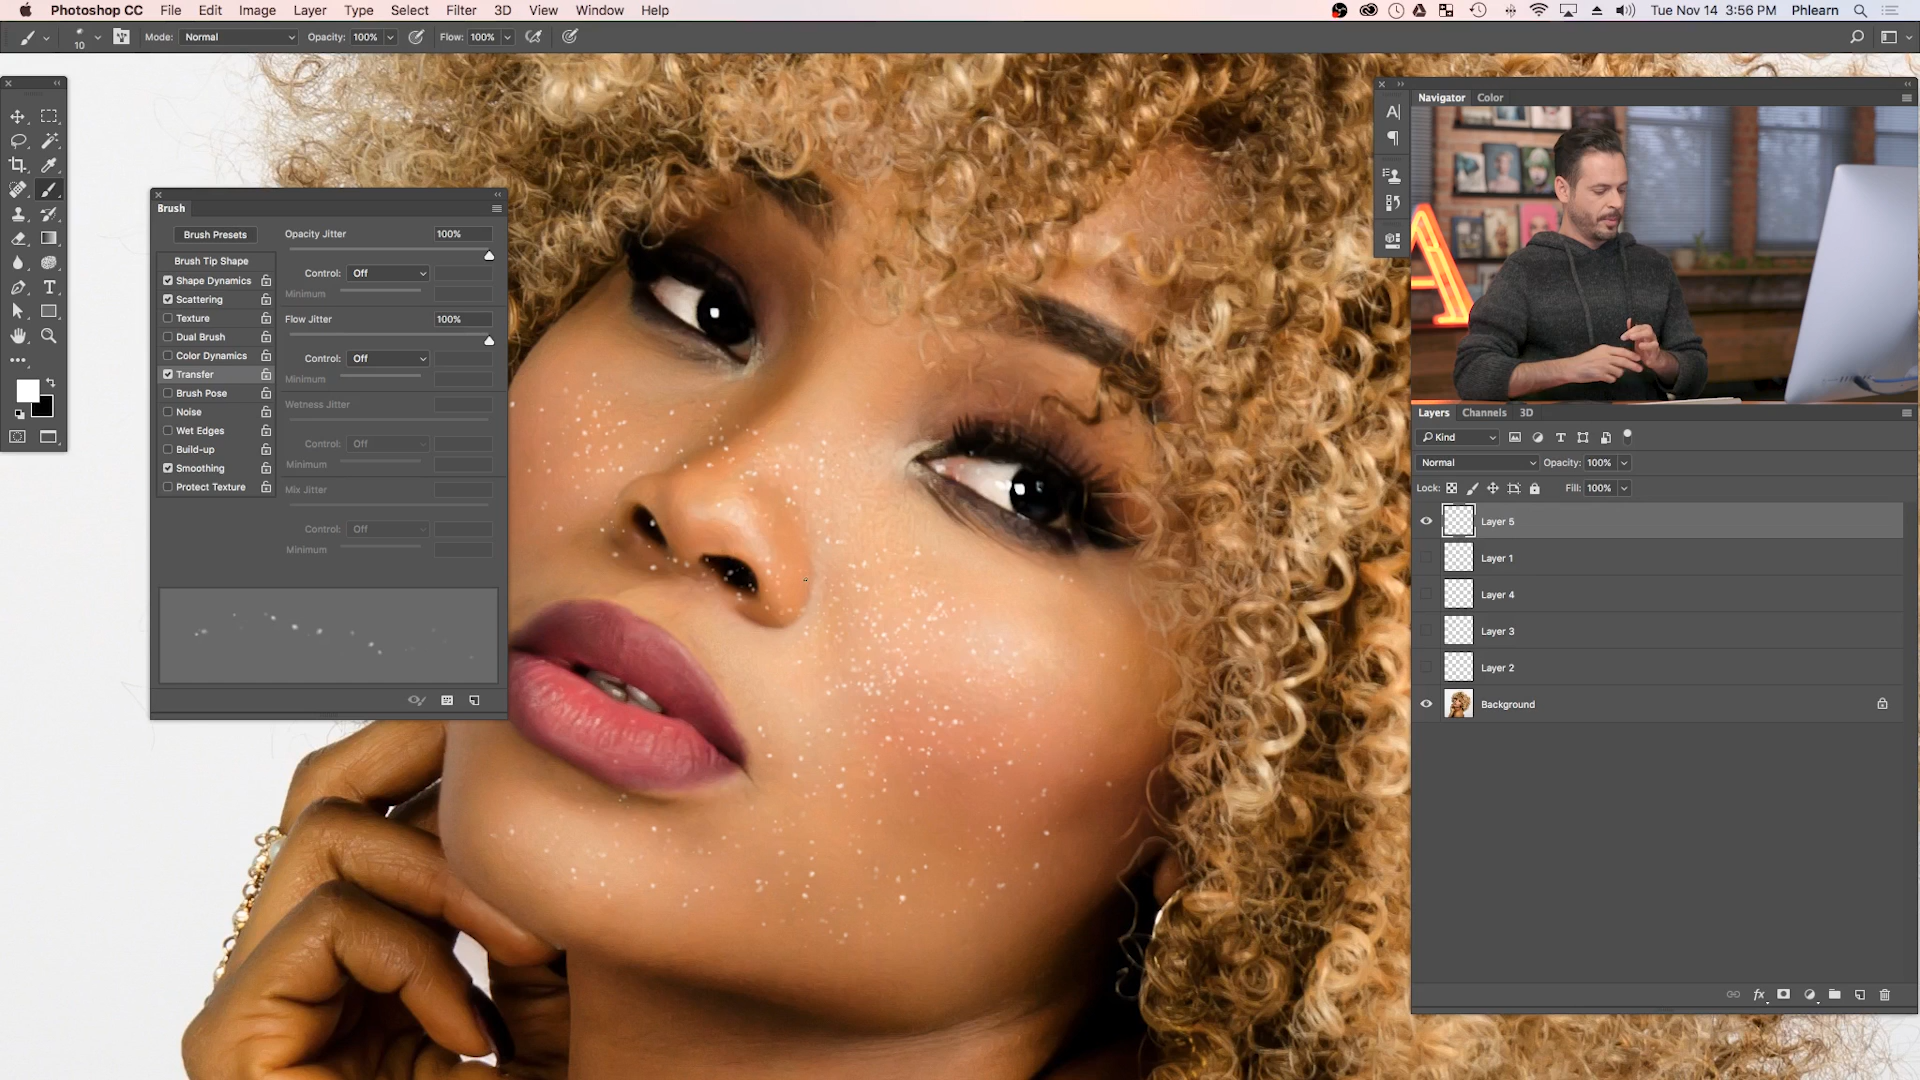 Photoshop CC File Edit Image Layer Type Select Filter 3D View Window Help Tue Nov 14 3:56 PM Phlearn
10 Mode: Normal Opacity: 100% Flow: 100%
Brush
Brush Presets
Brush Tip Shape
Shape Dynamics
Scattering
Texture
Dual Brush
Color Dynamics
Transfer
Brush Pose
Noise
Wet Edges
Build-up
Smoothing
Protect Texture
Opacity Jitter 100%
Control: Off
Minimum
Flow Jitter 100%
Control: Off
Minimum
Wetness Jitter
Control: Off
Minimum
Mix Jitter
Control: Off
Minimum
Navigator Color
A
Layers Channels 3D
Kind
Normal Opacity: 100%
Lock: Fill: 100%
Layer 5
Layer 1
Layer 4
Layer 3
Layer 2
Background
fx